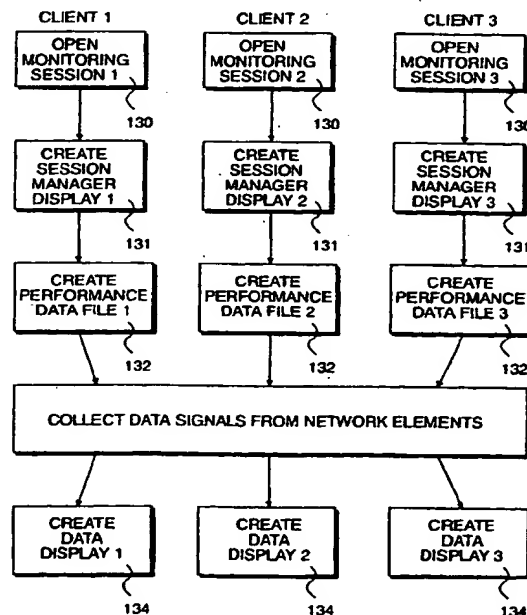 CLIENT 1 CLIENT 2 CLIENT 3
OPEN
MONITORING
SESSION 1
OPEN
MONITORING
SESSION 2
OPEN
MONITORING
SESSION 3
130 130 130
CREATE
SESSION
MANAGER
DISPLAY 1
CREATE
SESSION
MANAGER
DISPLAY 2
CREATE
SESSION
MANAGER
DISPLAY 3
131 131 131
CREATE
PERFORMANCE
DATA FILE 1
CREATE
PERFORMANCE
DATA FILE 2
CREATE
PERFORMANCE
DATA FILE 3
132 132 132
COLLECT DATA SIGNALS FROM NETWORK ELEMENTS
CREATE
DATA
DISPLAY 1
CREATE
DATA
DISPLAY 2
CREATE
DATA
DISPLAY 3
134 134 134